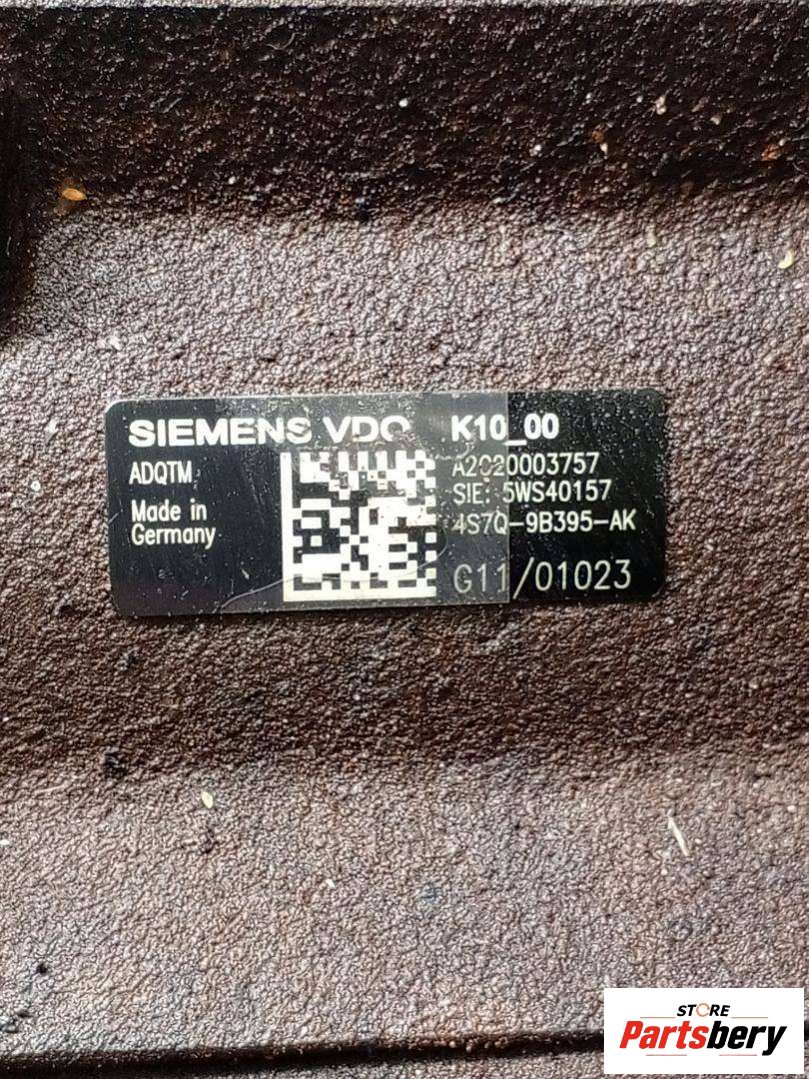 SIEMENS VDO K10_00
ADQTM
A2C20003757
SIE: 5WS40157
Made in
Germany
4S7Q-9B395-AK
G11/01023
STORE
Partsbery